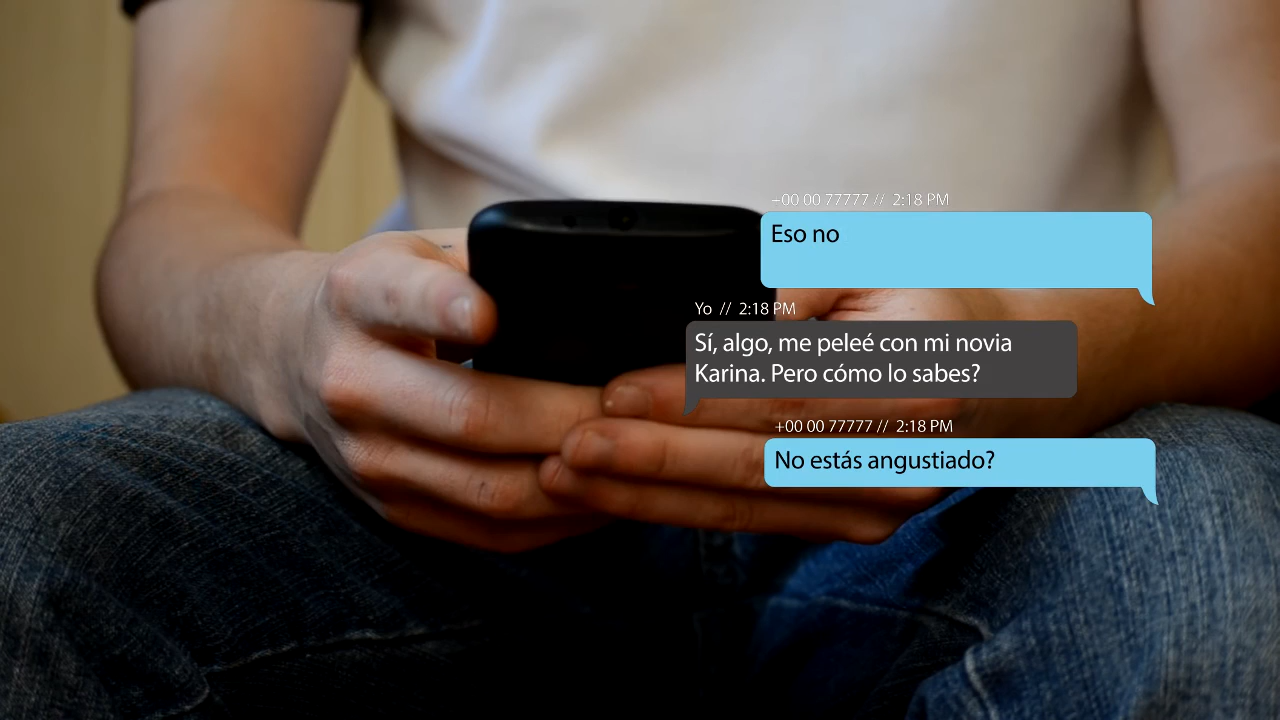 +00 00 77777 // 2:18 PM
Eso no
Yo // 2:18 PM
Sí, algo, me peleé con mi novia
Karina. Pero cómo lo sabes?
+00 00 77777 // 2:18 PM
No estás angustiado?